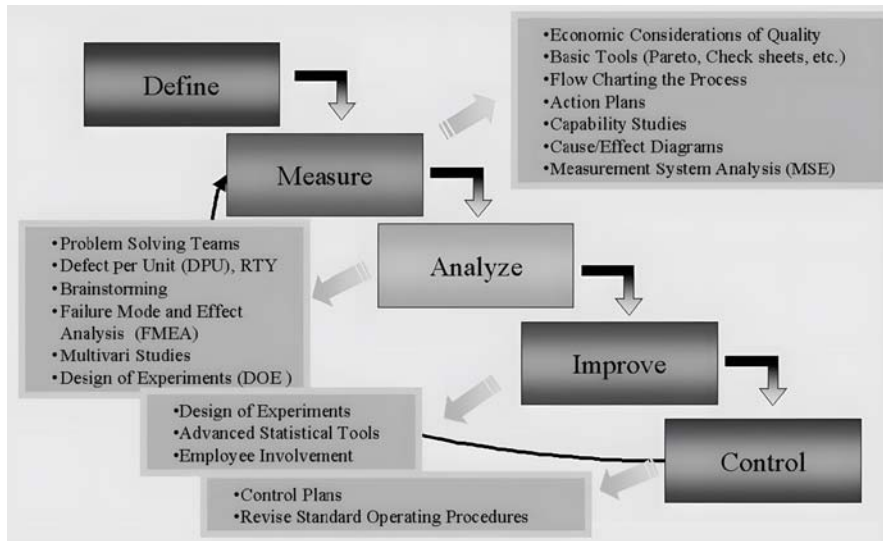 Define
•Economic Considerations of Quality
•Basic Tools (Pareto, Check sheets, etc.)
•Flow Charting the Process
•Action Plans
•Capability Studies
•Cause/Effect Diagrams
•Measurement System Analysis (MSE)
Measure
•Problem Solving Teams
•Defect per Unit (DPU), RTY
•Brainstorming
•Failure Mode and Effect
Analysis (FMEA)
•Multivari Studies
•Design of Experiments (DOE )
Analyze
Improve
•Design of Experiments
•Advanced Statistical Tools
•Employee Involvement
Control
•Control Plans
•Revise Standard Operating Procedures